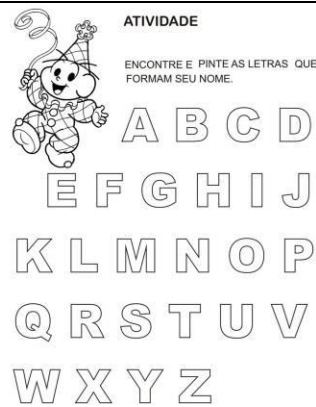 ATIVIDADE
ENCONTRE E PINTE AS LETRAS QUE
FORMAM SEU NOME.
A B C D
E F G H I J
K L M N O P
Q R S T U V
W X Y Z